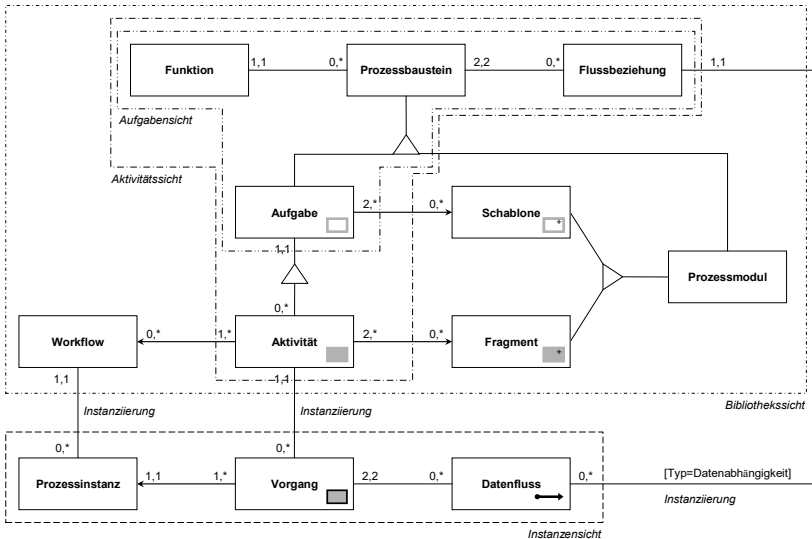 Funktion
1,1
0,*
Prozessbaustein
2,2
0,*
Flussbeziehung
1,1
Aufgabensicht
Aktivitätssicht
Aufgabe
2,*
0,*
Schablone
+
1,1
Prozessmodul
0,*
Workflow
0,*
1,*
Aktivität
2,*
0,*
Fragment
+
1,1
1,1
Bibliothekssicht
Instanziierung
Instanziierung
0,*
0,*
Prozessinstanz
1,1
1,*
Vorgang
2,2
0,*
Datenfluss
0,*
[Typ=Datenabhängigkeit]
Instanziierung
Instanzensicht